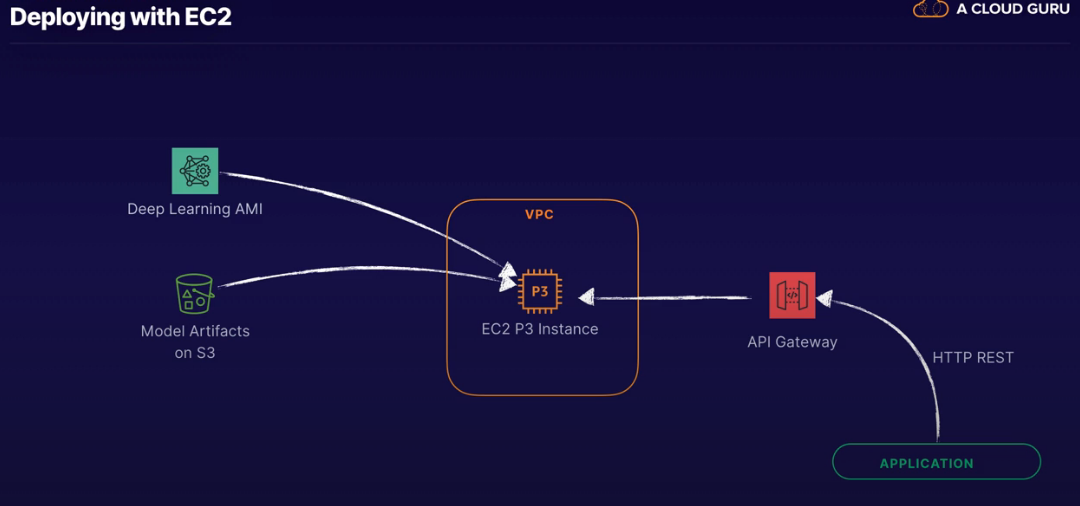 Deploying with EC2
A CLOUD GURU
Deep Learning AMI
VPC
P3
Model Artifacts
on S3
EC2 P3 Instance
API Gateway
HTTP REST
APPLICATION